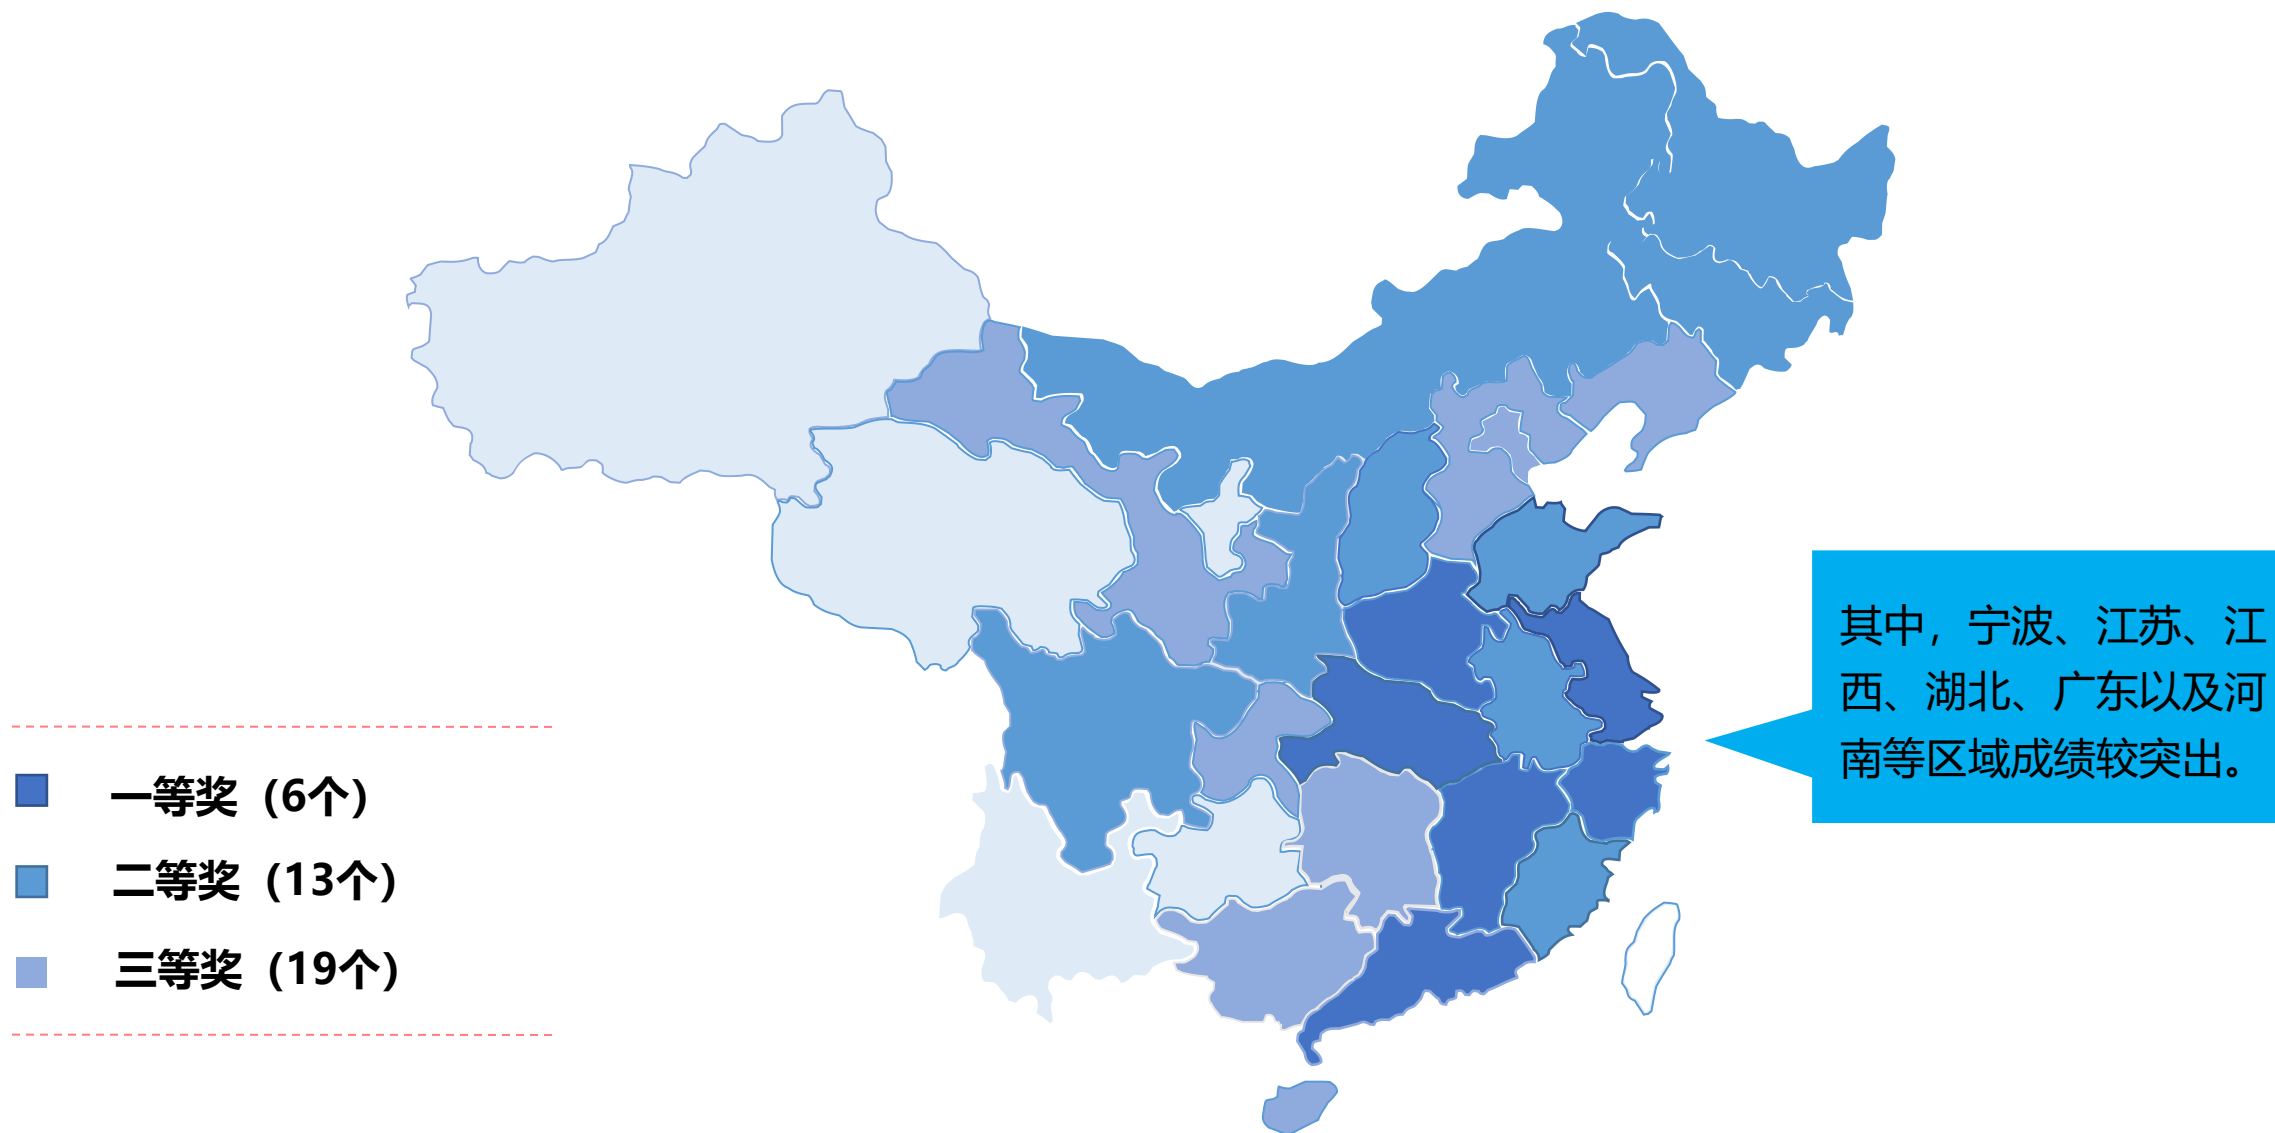 一等奖（6个）
二等奖（13个）
三等奖（19个）
其中，宁波、江苏、江
西、湖北、广东以及河
南等区域成绩较突出。